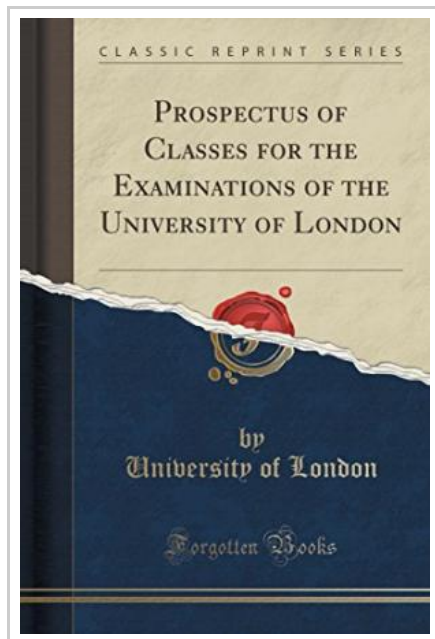 CLASSIC REPRINT SERIES
PROSPECTUS OF
CLASSES FOR THE
EXAMINATIONS OF THE
UNIVERSITY OF LONDON
by
University of London
Forgotten Books